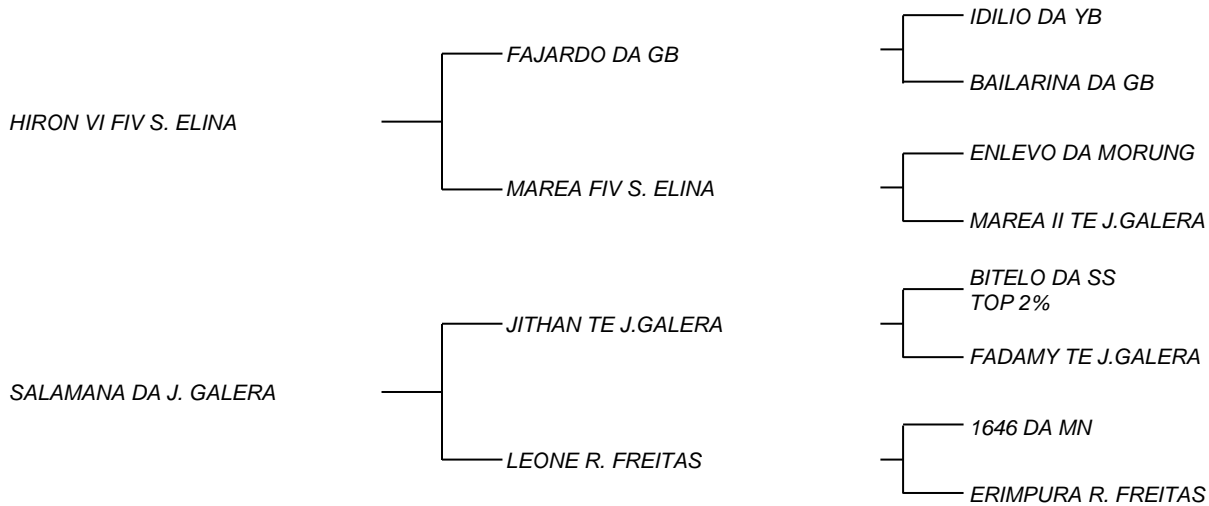 IDILIO DA YB
FAJARDO DA GB
BAILARINA DA GB
HIRON VI FIV S. ELINA
ENLEVO DA MORUNG
MAREA FIV S. ELINA
MAREA II TE J.GALERA
BITELO DA SS
TOP 2%
JITHAN TE J.GALERA
FADAMY TE J.GALERA
SALAMANA DA J. GALERA
1646 DA MN
LEONE R. FREITAS
ERIMPURA R. FREITAS